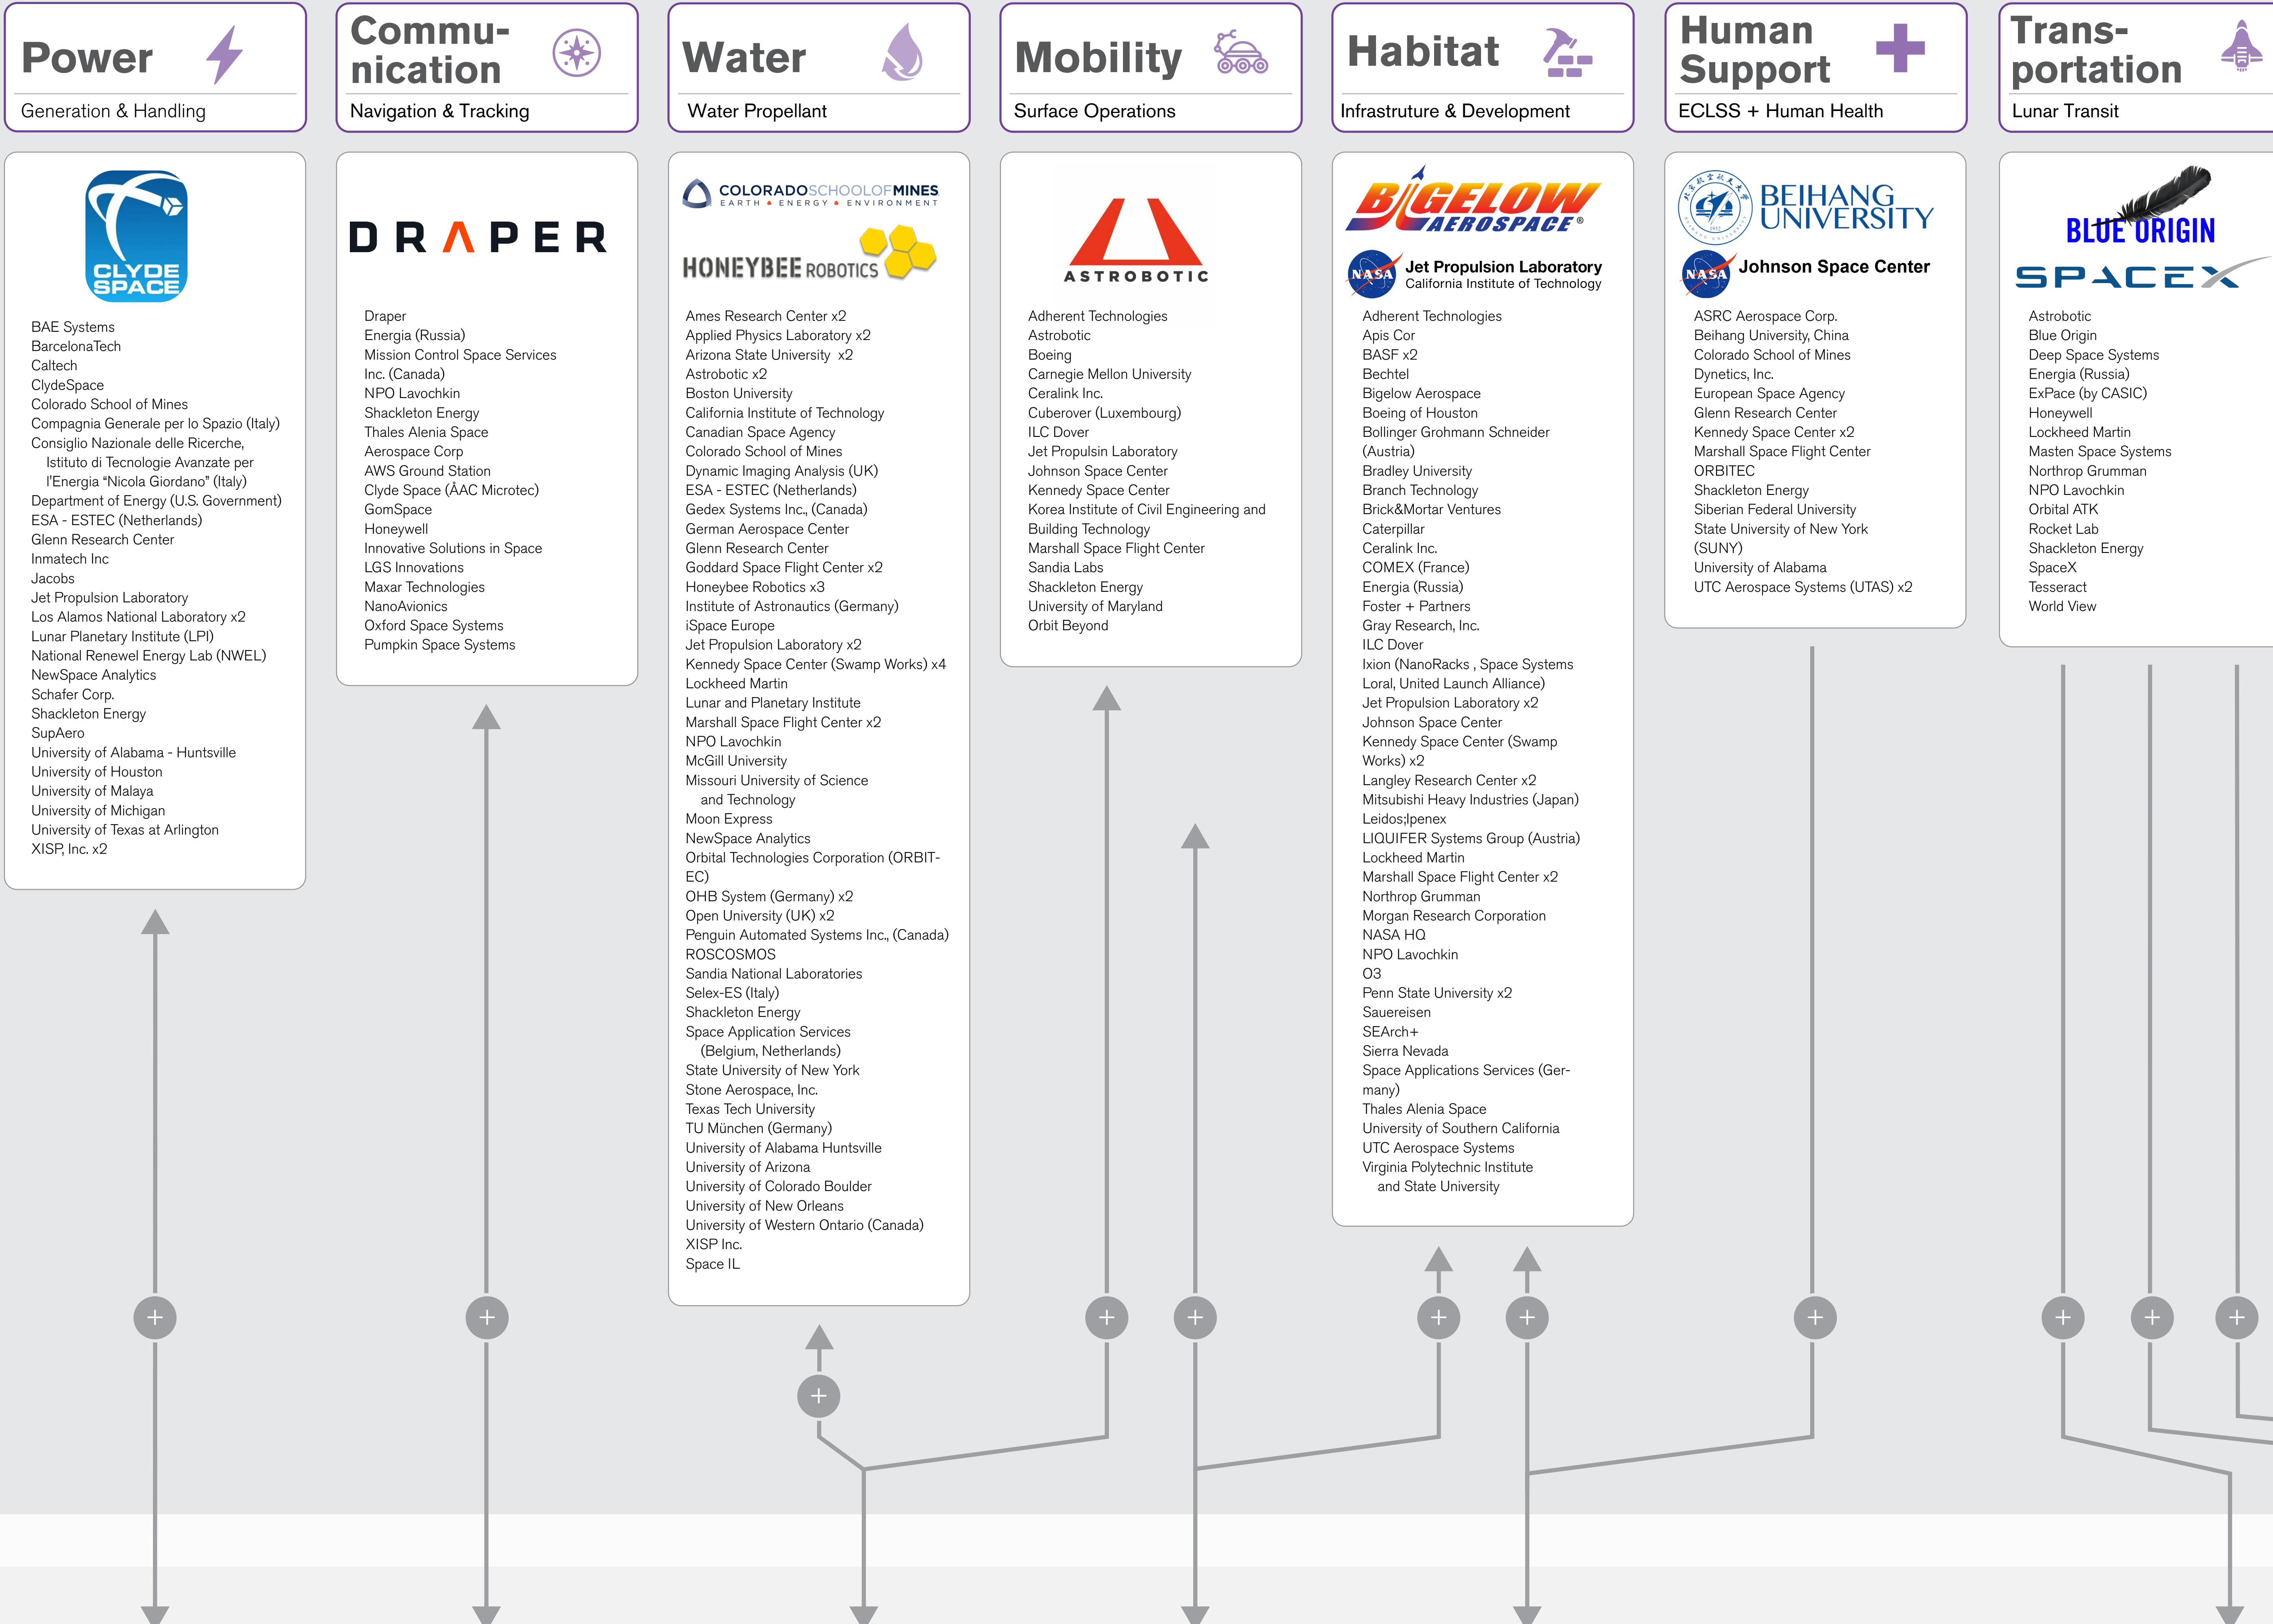 Power
Generation & Handling
CLYDE
SPACE
BAE Systems
BarcelonaTech
Caltech
ClydeSpace
Colorado School of Mines
Compagnia Generale per lo Spazio (Italy)
Consiglio Nazionale delle Ricerche,
Istituto di Tecnologie Avanzate per
l'Energia “Nicola Giordano” (Italy)
Department of Energy (U.S. Government)
ESA - ESTEC (Netherlands)
Glenn Research Center
Inmatech Inc
Jacobs
Jet Propulsion Laboratory
Los Alamos National Laboratory x2
Lunar Planetary Institute (LPI)
National Renewel Energy Lab (NWEL)
NewSpace Analytics
Schafer Corp.
Shackleton Energy
SupAero
University of Alabama - Huntsville
University of Houston
University of Malaya
University of Michigan
University of Texas at Arlington
XISP, Inc. x2
Commu-
nication
Navigation & Tracking
DRAPER
Draper
Energia (Russia)
Mission Control Space Services
Inc. (Canada)
NPO Lavochkin
Shackleton Energy
Thales Alenia Space
Aerospace Corp
AWS Ground Station
Clyde Space (ÅAC Microtec)
GomSpace
Honeywell
Innovative Solutions in Space
LGS Innovations
Maxar Technologies
NanoAvionics
Oxford Space Systems
Pumpkin Space Systems
Water
Water Propellant
COLORADOSCHOOLOFMINES
EARTH • ENERGY • ENVIRONMENT
HONEYBEE ROBOTICS
Ames Research Center x2
Applied Physics Laboratory x2
Arizona State University x2
Astrobotic x2
Boston University
California Institute of Technology
Canadian Space Agency
Colorado School of Mines
Dynamic Imaging Analysis (UK)
ESA - ESTEC (Netherlands)
Gedex Systems Inc., (Canada)
German Aerospace Center
Glenn Research Center
Goddard Space Flight Center x2
Honeybee Robotics x3
Institute of Astronautics (Germany)
iSpace Europe
Jet Propulsion Laboratory x2
Kennedy Space Center (Swamp Works) x4
Lockheed Martin
Lunar and Planetary Institute
Marshall Space Flight Center x2
NPO Lavochkin
McGill University
Missouri University of Science
and Technology
Moon Express
NewSpace Analytics
Orbital Technologies Corporation (ORBIT-
EC)
OHB System (Germany) x2
Open University (UK) x2
Penguin Automated Systems Inc., (Canada)
ROSCOSMOS
Sandia National Laboratories
Selex-ES (Italy)
Shackleton Energy
Space Application Services
(Belgium, Netherlands)
State University of New York
Stone Aerospace, Inc.
Texas Tech University
TU München (Germany)
University of Alabama Huntsville
University of Arizona
University of Colorado Boulder
University of New Orleans
University of Western Ontario (Canada)
XISP Inc.
Space IL
Mobility
Surface Operations
ASTROBOTIC
Adherent Technologies
Astrobotic
Boeing
Carnegie Mellon University
Ceralink Inc.
Cuberover (Luxembourg)
ILC Dover
Jet Propulsin Laboratory
Johnson Space Center
Kennedy Space Center
Korea Institute of Civil Engineering and
Building Technology
Marshall Space Flight Center
Sandia Labs
Shackleton Energy
University of Maryland
Orbit Beyond
Habitat
Infrastruture & Development
BIGELOW
AEROSPACE®
NASA
Jet Propulsion Laboratory
California Institute of Technology
Adherent Technologies
Apis Cor
BASF x2
Bechtel
Bigelow Aerospace
Boeing of Houston
Bollinger Grohmann Schneider
(Austria)
Bradley University
Branch Technology
Brick&Mortar Ventures
Caterpillar
Ceralink Inc.
COMEX (France)
Energia (Russia)
Foster + Partners
Gray Research, Inc.
ILC Dover
Ixion (NanoRacks , Space Systems
Loral, United Launch Alliance)
Jet Propulsion Laboratory x2
Johnson Space Center
Kennedy Space Center (Swamp
Works) x2
Langley Research Center x2
Mitsubishi Heavy Industries (Japan)
Leidos;Ipenex
LIQUIFER Systems Group (Austria)
Lockheed Martin
Marshall Space Flight Center x2
Northrop Grumman
Morgan Research Corporation
NASA HQ
NPO Lavochkin
O3
Penn State University x2
Sauereisen
SEArch+
Sierra Nevada
Space Applications Services (Ger-
many)
Thales Alenia Space
University of Southern California
UTC Aerospace Systems
Virginia Polytechnic Institute
and State University
Human
Support
ECLSS + Human Health
BEIHANG
UNIVERSITY
1952
NASA
Johnson Space Center
ASRC Aerospace Corp.
Beihang University, China
Colorado School of Mines
Dynetics, Inc.
European Space Agency
Glenn Research Center
Kennedy Space Center x2
Marshall Space Flight Center
ORBITEC
Shackleton Energy
Siberian Federal University
State University of New York
(SUNY)
University of Alabama
UTC Aerospace Systems (UTAS) x2
Trans-
portation
Lunar Transit
BLUE ORIGIN
SPACEX
Astrobotic
Blue Origin
Deep Space Systems
Energia (Russia)
ExPace (by CASIC)
Honeywell
Lockheed Martin
Masten Space Systems
Northrop Grumman
NPO Lavochkin
Orbital ATK
Rocket Lab
Shackleton Energy
SpaceX
Tesseract
World View